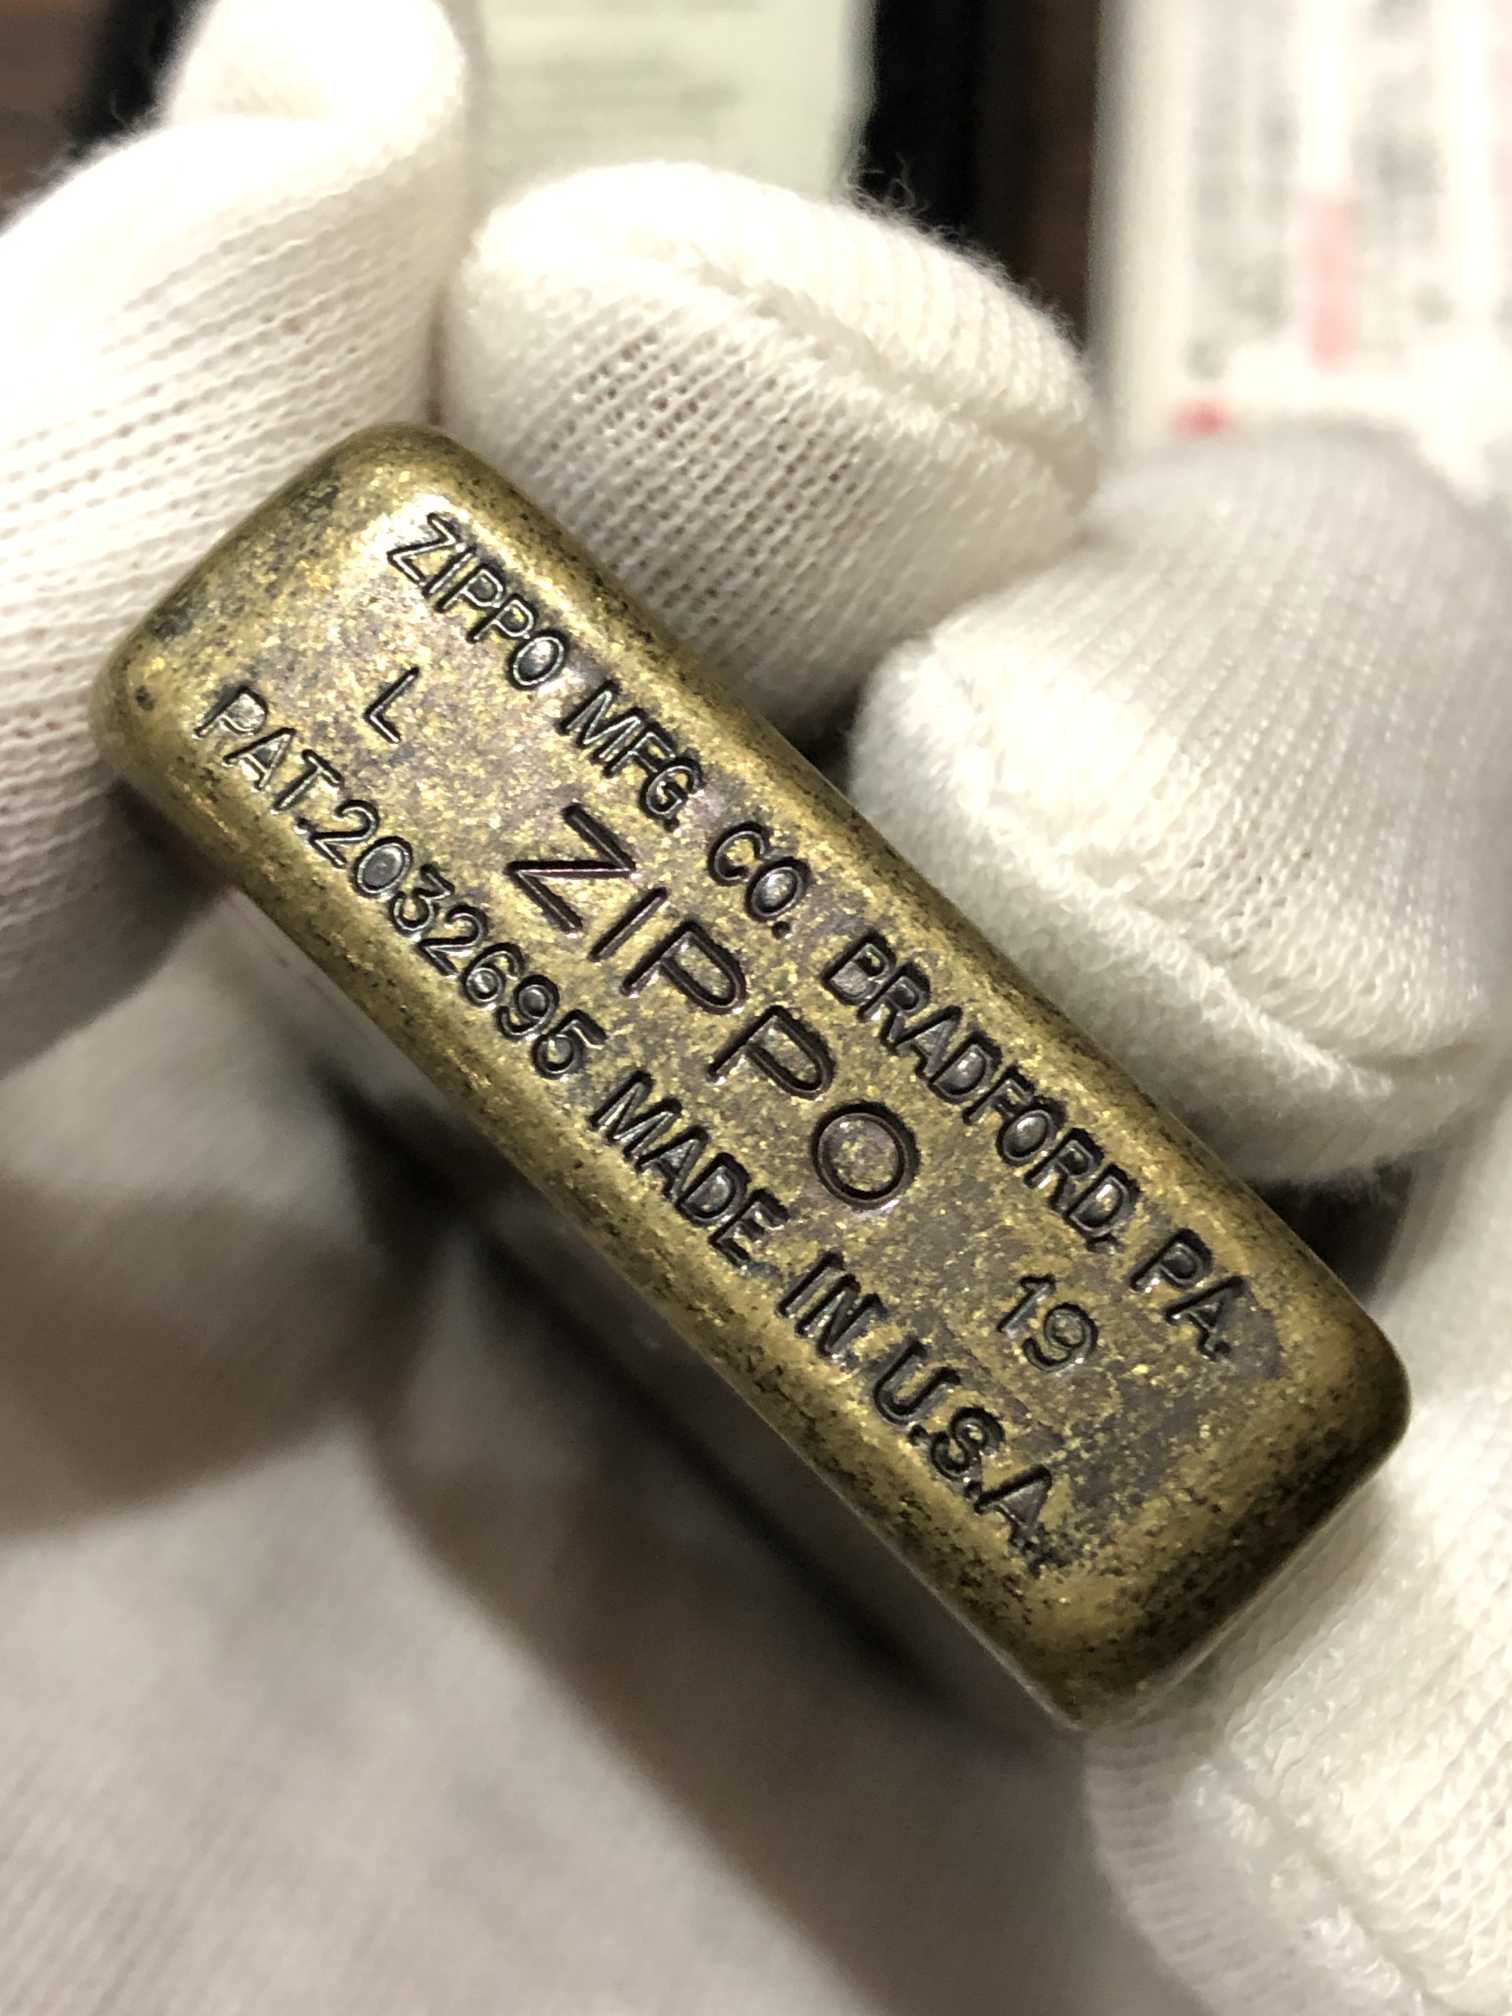 ZIPPO MFG. CO. BRADFORD, PA.
L ZIPPO 19
PAT.2032695 MADE IN U.S.A.